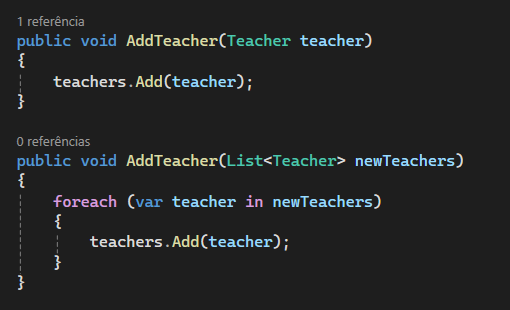 1 referência
public void AddTeacher(Teacher teacher)
{
teachers.Add(teacher);
}
0 referências
public void AddTeacher(List<Teacher> newTeachers)
{
foreach (var teacher in newTeachers)
{
teachers.Add(teacher);
}
}